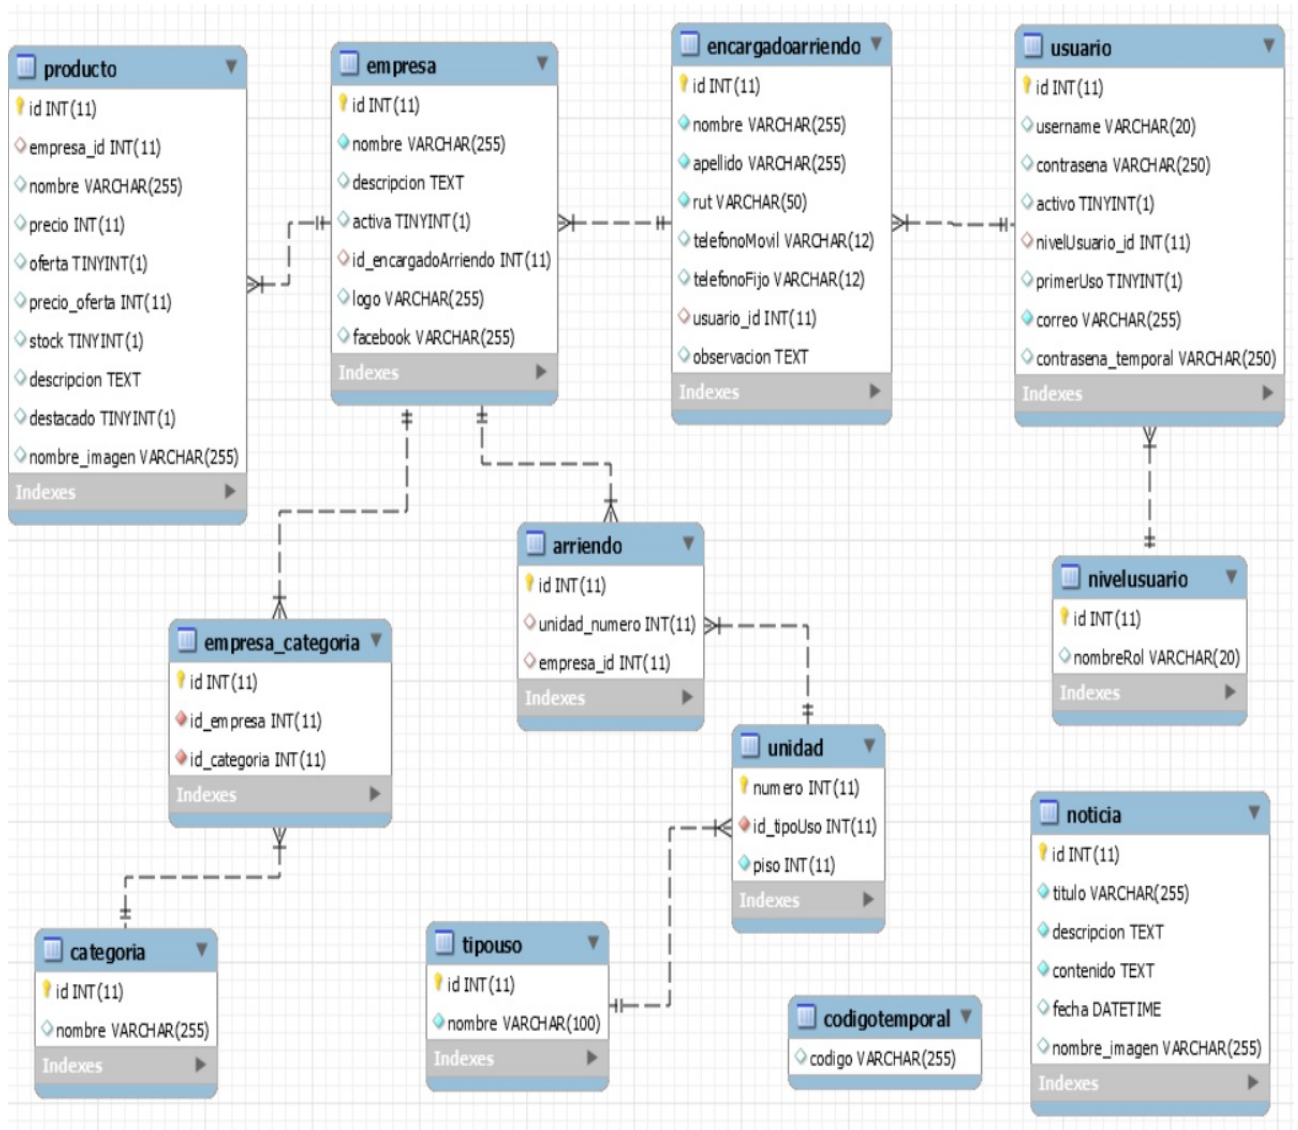 producto
id INT(11)
empresa_id INT(11)
nombre VARCHAR(255)
precio INT(11)
oferta TINYINT(1)
precio_oferta INT(11)
stock TINYINT(1)
descripcion TEXT
destacado TINYINT(1)
nombre_imagen VARCHAR(255)
Indexes
empresa
id INT(11)
nombre VARCHAR(255)
descripcion TEXT
activa TINYINT(1)
id_encargadoArriendo INT(11)
logo VARCHAR(255)
facebook VARCHAR(255)
Indexes
encargadoarriendo
id INT(11)
nombre VARCHAR(255)
apellido VARCHAR(255)
rut VARCHAR(50)
telefonoMovil VARCHAR(12)
telefonoFijo VARCHAR(12)
usuario_id INT(11)
observacion TEXT
Indexes
usuario
id INT(11)
username VARCHAR(20)
contrasena VARCHAR(250)
activo TINYINT(1)
nivelUsuario_id INT(11)
primerUso TINYINT(1)
correo VARCHAR(255)
contrasena_temporal VARCHAR(250)
Indexes
arriendo
id INT(11)
unidad_numero INT(11)
empresa_id INT(11)
Indexes
nivelusuario
id INT(11)
nombreRol VARCHAR(20)
Indexes
empresa_categoria
id INT(11)
id_empresa INT(11)
id_categoria INT(11)
Indexes
unidad
numero INT(11)
id_tipoUso INT(11)
piso INT(11)
Indexes
noticia
id INT(11)
titulo VARCHAR(255)
descripcion TEXT
contenido TEXT
fecha DATETIME
nombre_imagen VARCHAR(255)
Indexes
categoria
id INT(11)
nombre VARCHAR(255)
Indexes
tipouso
id INT(11)
nombre VARCHAR(100)
Indexes
codigotemporal
codigo VARCHAR(255)